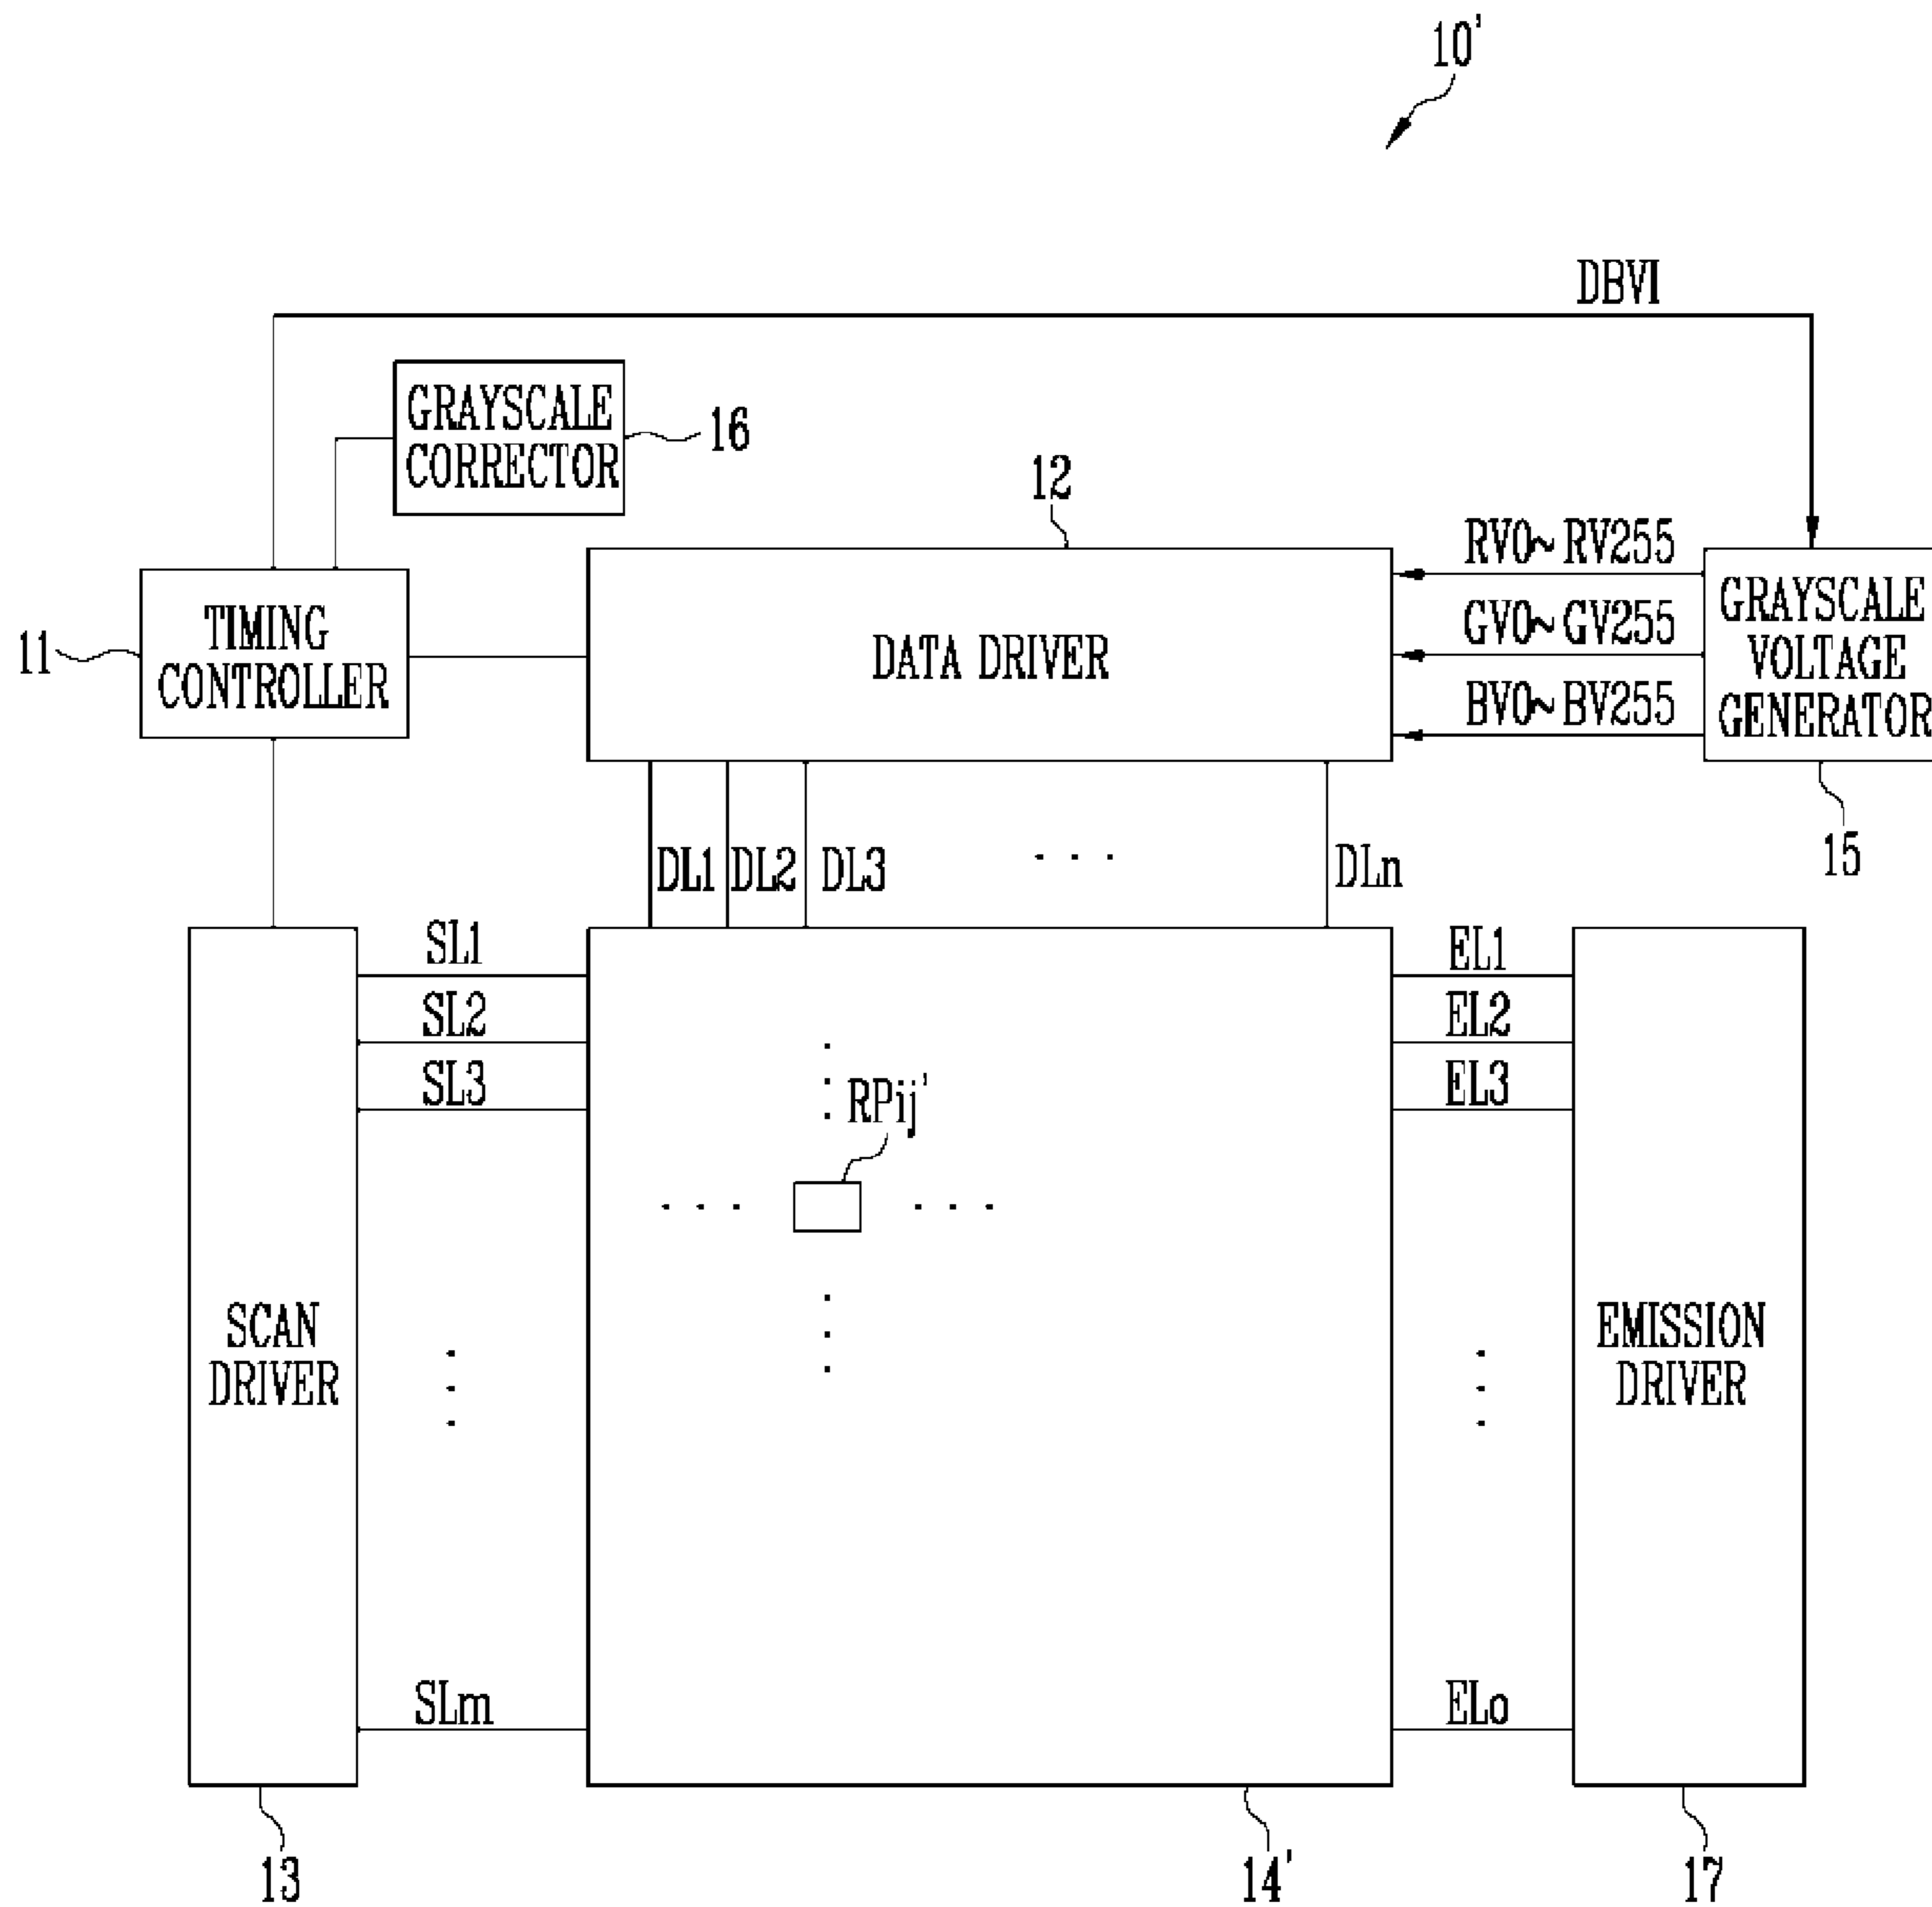 10'
DBVI
GRAYSCALE
CORRECTOR
16
12
RV0~RV255
GV0~GV255
BV0~BV255
GRAYSCALE
VOLTAGE
GENERATOR
11
TIMING
CONTROLLER
DATA DRIVER
15
DL1 DL2 DL3 . . . DLn
SL1
SL2
SL3
SLm
EL1
EL2
EL3
ELo
RPij'
SCAN
DRIVER
EMISSION
DRIVER
13
14'
17